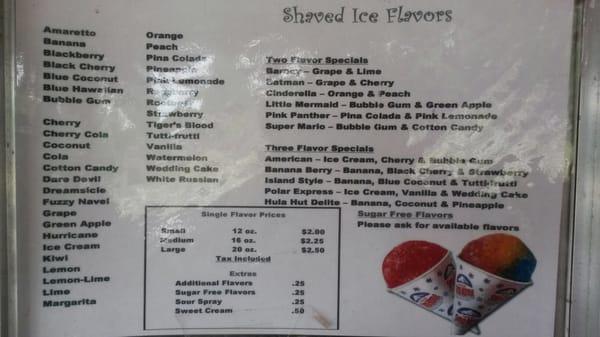 Shaved Ice Flavors
Amaretto
Banana
Blackberry
Black Cherry
Blue Coconut
Blue Hawaiian
Bubble Gum
Cherry
Cherry Cola
Coconut
Cola
Cotton Candy
Dare Devil
Dreamsicle
Fuzzy Navel
Grape
Green Apple
Hurricane
Ice Cream
Kiwi
Lemon
Lemon-Lime
Lime
Margarita
Orange
Peach
Pina Colada
Pineapple
Pink Lemonade
Raspberry
Rootbeer
Strawberry
Tiger's Blood
Tutti-frutti
Vanilla
Watermelon
Wedding Cake
White Russian
Two Flavor Specials
Barney – Grape & Lime
Batman – Grape & Cherry
Cinderella – Orange & Peach
Little Mermaid – Bubble Gum & Green Apple
Pink Panther – Pina Colada & Pink Lemonade
Super Mario – Bubble Gum & Cotton Candy
Three Flavor Specials
American – Ice Cream, Cherry & Bubble Gum
Banana Berry – Banana, Black Cherry & Strawberry
Island Style – Banana, Blue Coconut & Tutti-frutti
Polar Express – Ice Cream, Vanilla & Wedding Cake
Hula Hut Delite – Banana, Coconut & Pineapple
Sugar Free Flavors
Please ask for available flavors
Single Flavor Prices
Small 12 oz. $2.00
Medium 16 oz. $2.25
Large 20 oz. $2.50
Tax Included
Extras
Additional Flavors .25
Sugar Free Flavors .25
Sour Spray .25
Sweet Cream .50